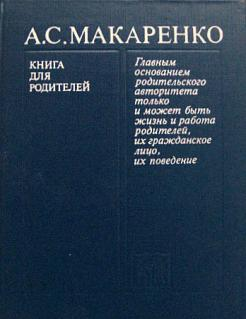 А.С. МАКАРЕНКО
КНИГА
ДЛЯ
РОДИТЕЛЕЙ
Главным
основанием
родительского
авторитета
только
и может быть
жизнь и работа
родителей,
их гражданское
лицо,
их поведение